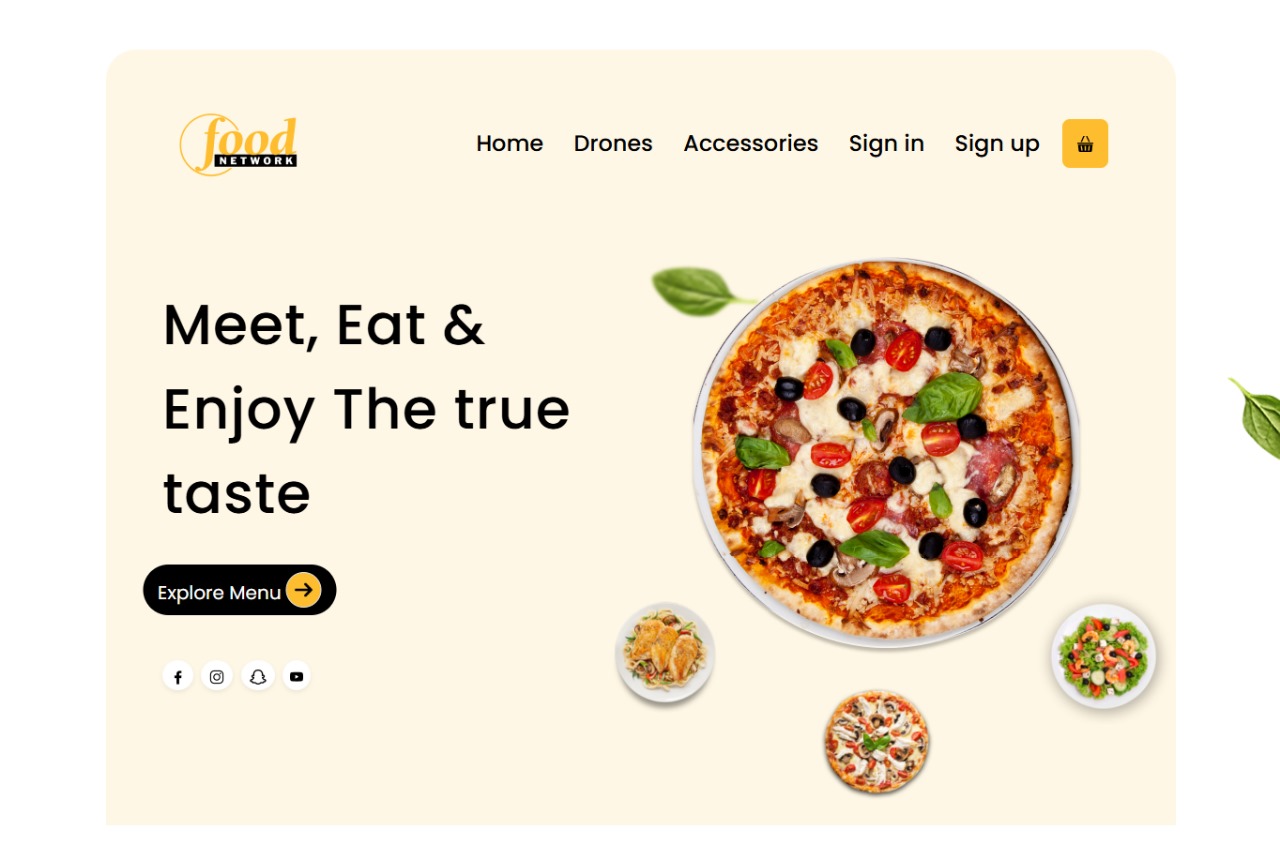 food
NETWORK
Home Drones Accessories Sign in Sign up
Meet, Eat &
Enjoy The true
taste
Explore Menu